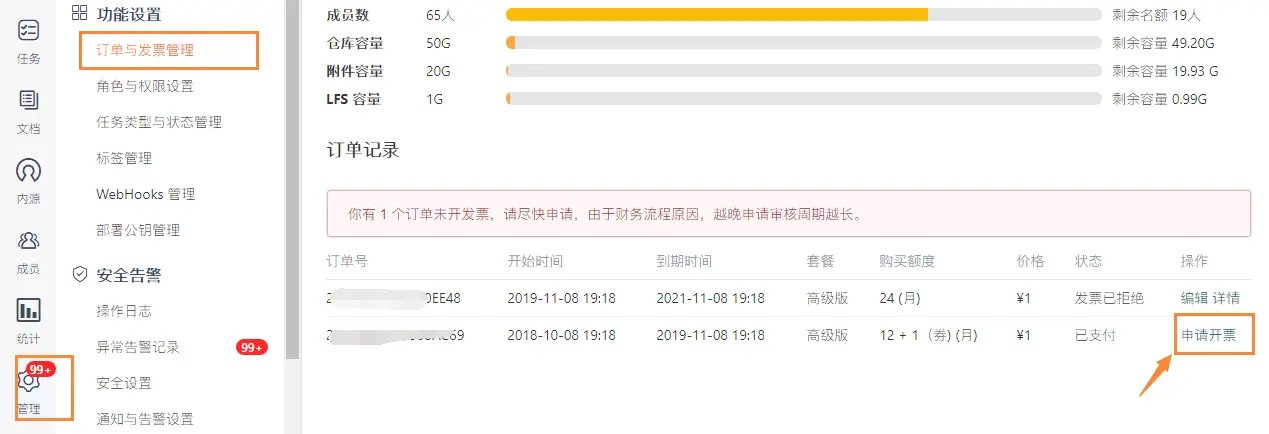 任务
文档
内源
成员
统计
99+
管理
功能设置
订单与发票管理
角色与权限设置
任务类型与状态管理
标签管理
WebHooks 管理
部署公钥管理
安全告警
操作日志
异常告警记录 99+
安全设置
通知与告警设置
成员数 65人 剩余名额 19人
仓库容量 50G 剩余容量 49.20G
附件容量 20G 剩余容量 19.93 G
LFS 容量 1G 剩余容量 0.99G
订单记录
你有 1 个订单未开发票，请尽快申请，由于财务流程原因，越晚申请审核周期越长。
订单号 开始时间 到期时间 套餐 购买额度 价格 状态 操作
2019-11-08 19:18 2021-11-08 19:18 高级版 24 (月) ¥1 发票已拒绝 编辑 详情
2018-10-08 19:18 2019-11-08 19:18 高级版 12 + 1（券) (月) ¥1 已支付 申请开票